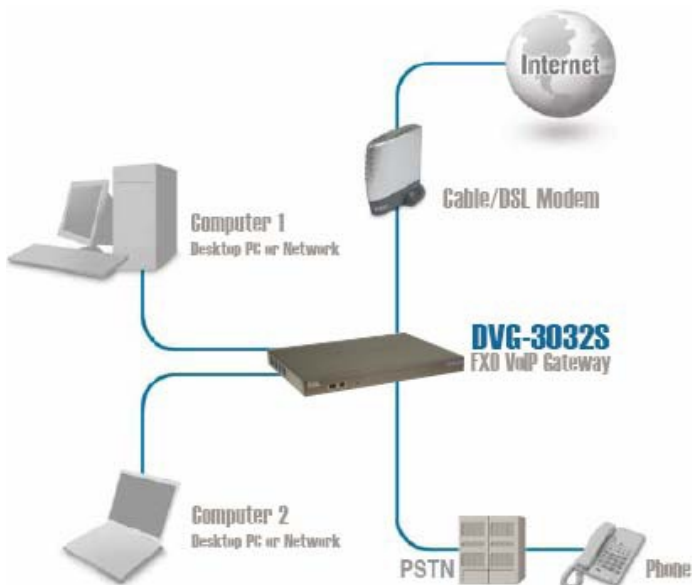 Internet
Cable/DSL Modem
Computer 1
Desktop PC or Network
DVG-3032S
FXO VoIP Gateway
Computer 2
Desktop PC or Network
PSTN
Phone